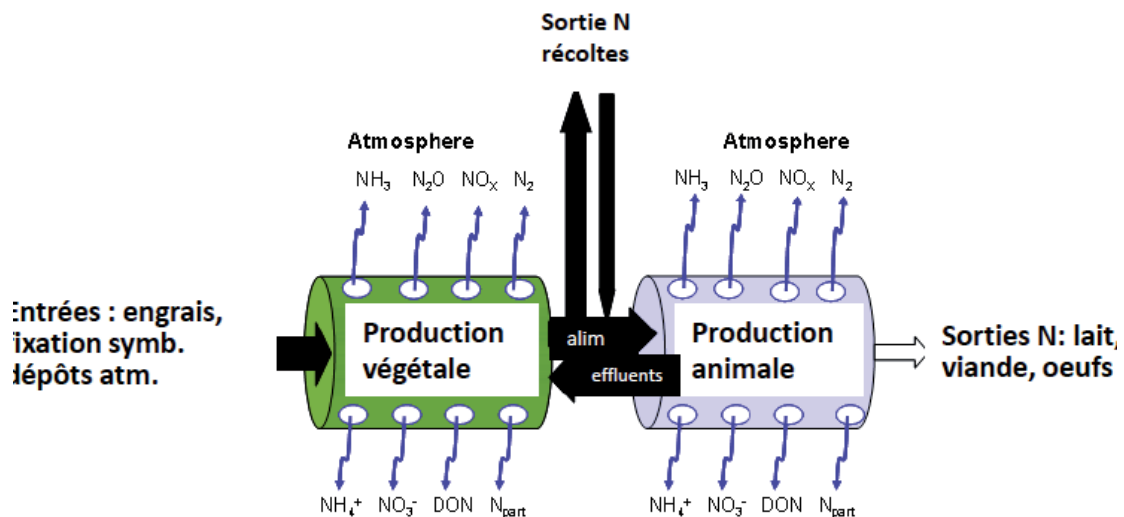 Sortie N
récoltes
Atmosphere
Atmosphere
NH₃ N₂O NOₓ N₂
NH₃ N₂O NOₓ N₂
Entrées : engrais,
fixation symb.
dépôts atm.
Production
végétale
alim
effluents
Production
animale
Sorties N: lait,
viande, oeufs
NH₄⁺ NO₃⁻ DON Npart
NH₄⁺ NO₃⁻ DON Npart